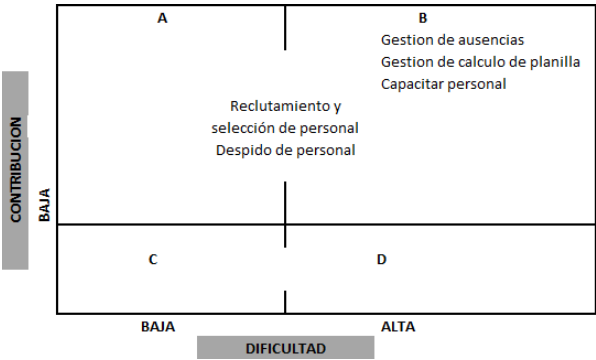 A
B
Gestion de ausencias
Gestion de calculo de planilla
Capacitar personal
Reclutamiento y
selección de personal
Despido de personal
CONTRIBUCION
BAJA
C
D
BAJA
ALTA
DIFICULTAD